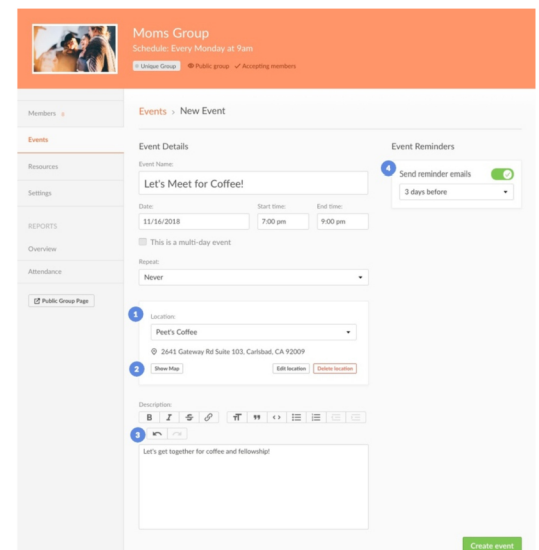 Moms Group
Schedule: Every Monday at 9am
Unique Group Public group Accepting members
Members
Events
Resources
Settings
REPORTS
Overview
Attendance
Public Group Page
Events › New Event
Event Details
Event Name:
Let's Meet for Coffee!
Date: Start time: End time:
11/16/2018 7:00 pm 9:00 pm
This is a multi-day event
Repeat:
Never
1
Location:
Peet's Coffee
2641 Gateway Rd Suite 103, Carlsbad, CA 92009
2
Show Map Edit location Delete location
Description:
B I S
3
Let's get together for coffee and fellowship!
Event Reminders
4
Send reminder emails
3 days before
Create event